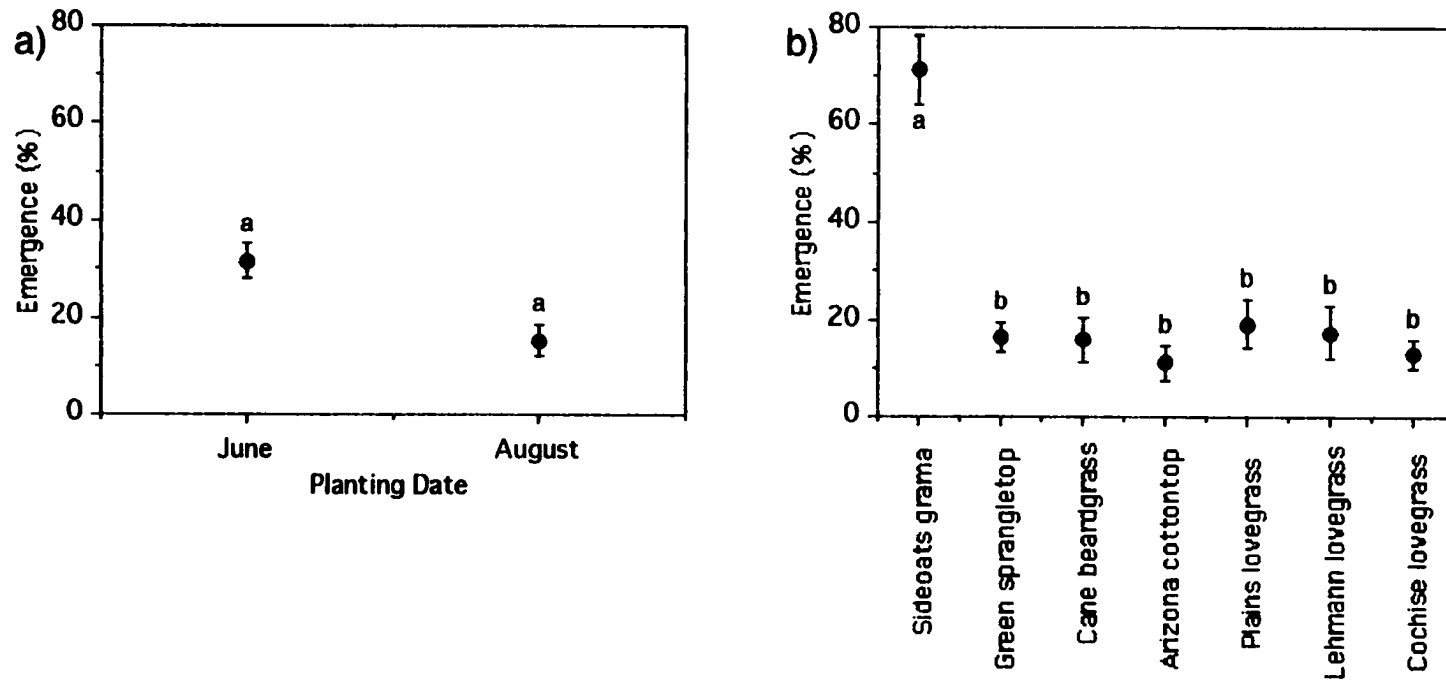 a)
80
60
40
20
0
Emergence (%)
a
a
June
August
Planting Date
b)
80
60
40
20
0
Emergence (%)
a
b
b
b
b
b
b
Sideoats grama
Green sprangletop
Cane beardgrass
Arizona cottontop
Plains lovegrass
Lehmann lovegrass
Cochise lovegrass